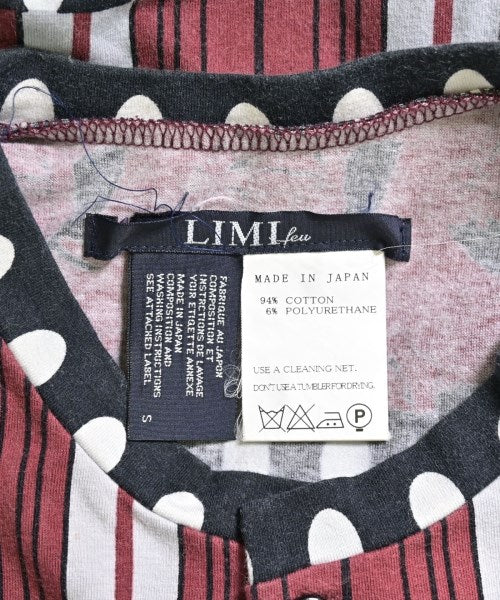 LIMI feu
MADE IN JAPAN
94% COTTON
6% POLYURETHANE
USE A CLEANING NET.
DON'T USE A TUMBLER FOR DRYING.
P
FABRIQUE AU JAPON
COMPOSITION ET
INSTRUCTIONS DE LAVAGE
VOIR ETIQUETTE ANNEXE
MADE IN JAPAN
COMPOSITION AND
WASHING INSTRUCTIONS
SEE ATTACHED LABEL
S